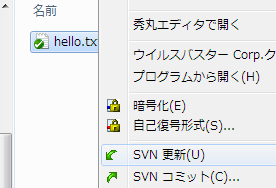 名前
hello.tx
秀丸エディタで開く
ウイルスバスター Corp.ク
プログラムから開く(H)
暗号化(E)
自己復号形式(S)...
SVN 更新(U)
SVN コミット(C)...